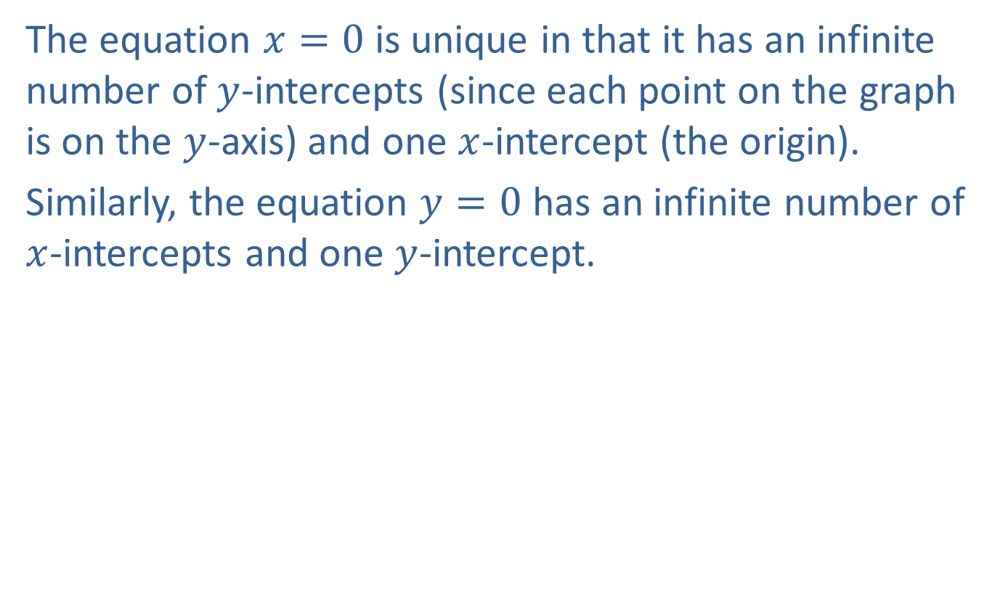 The equation x = 0 is unique in that it has an infinite
number of y-intercepts (since each point on the graph
is on the y-axis) and one x-intercept (the origin).
Similarly, the equation y = 0 has an infinite number of
x-intercepts and one y-intercept.